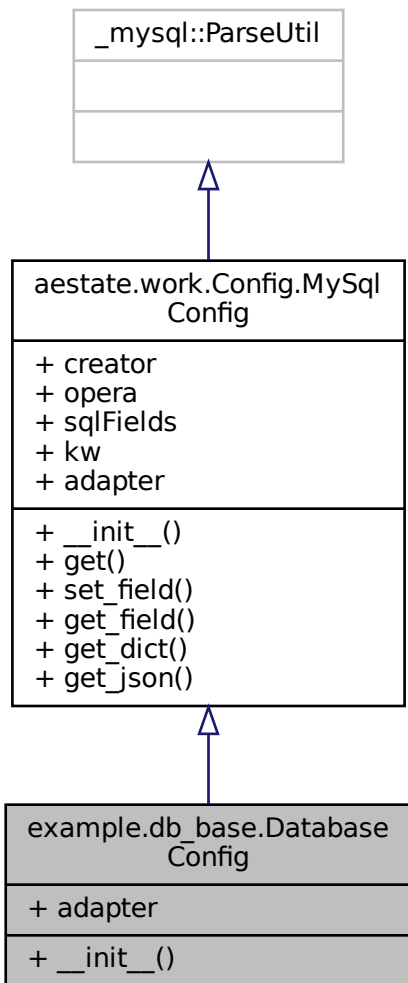 _mysql::ParseUtil
aestate.work.Config.MySql
Config
+ creator
+ opera
+ sqlFields
+ kw
+ adapter
+ __init__()
+ get()
+ set_field()
+ get_field()
+ get_dict()
+ get_json()
example.db_base.Database
Config
+ adapter
+ __init__()